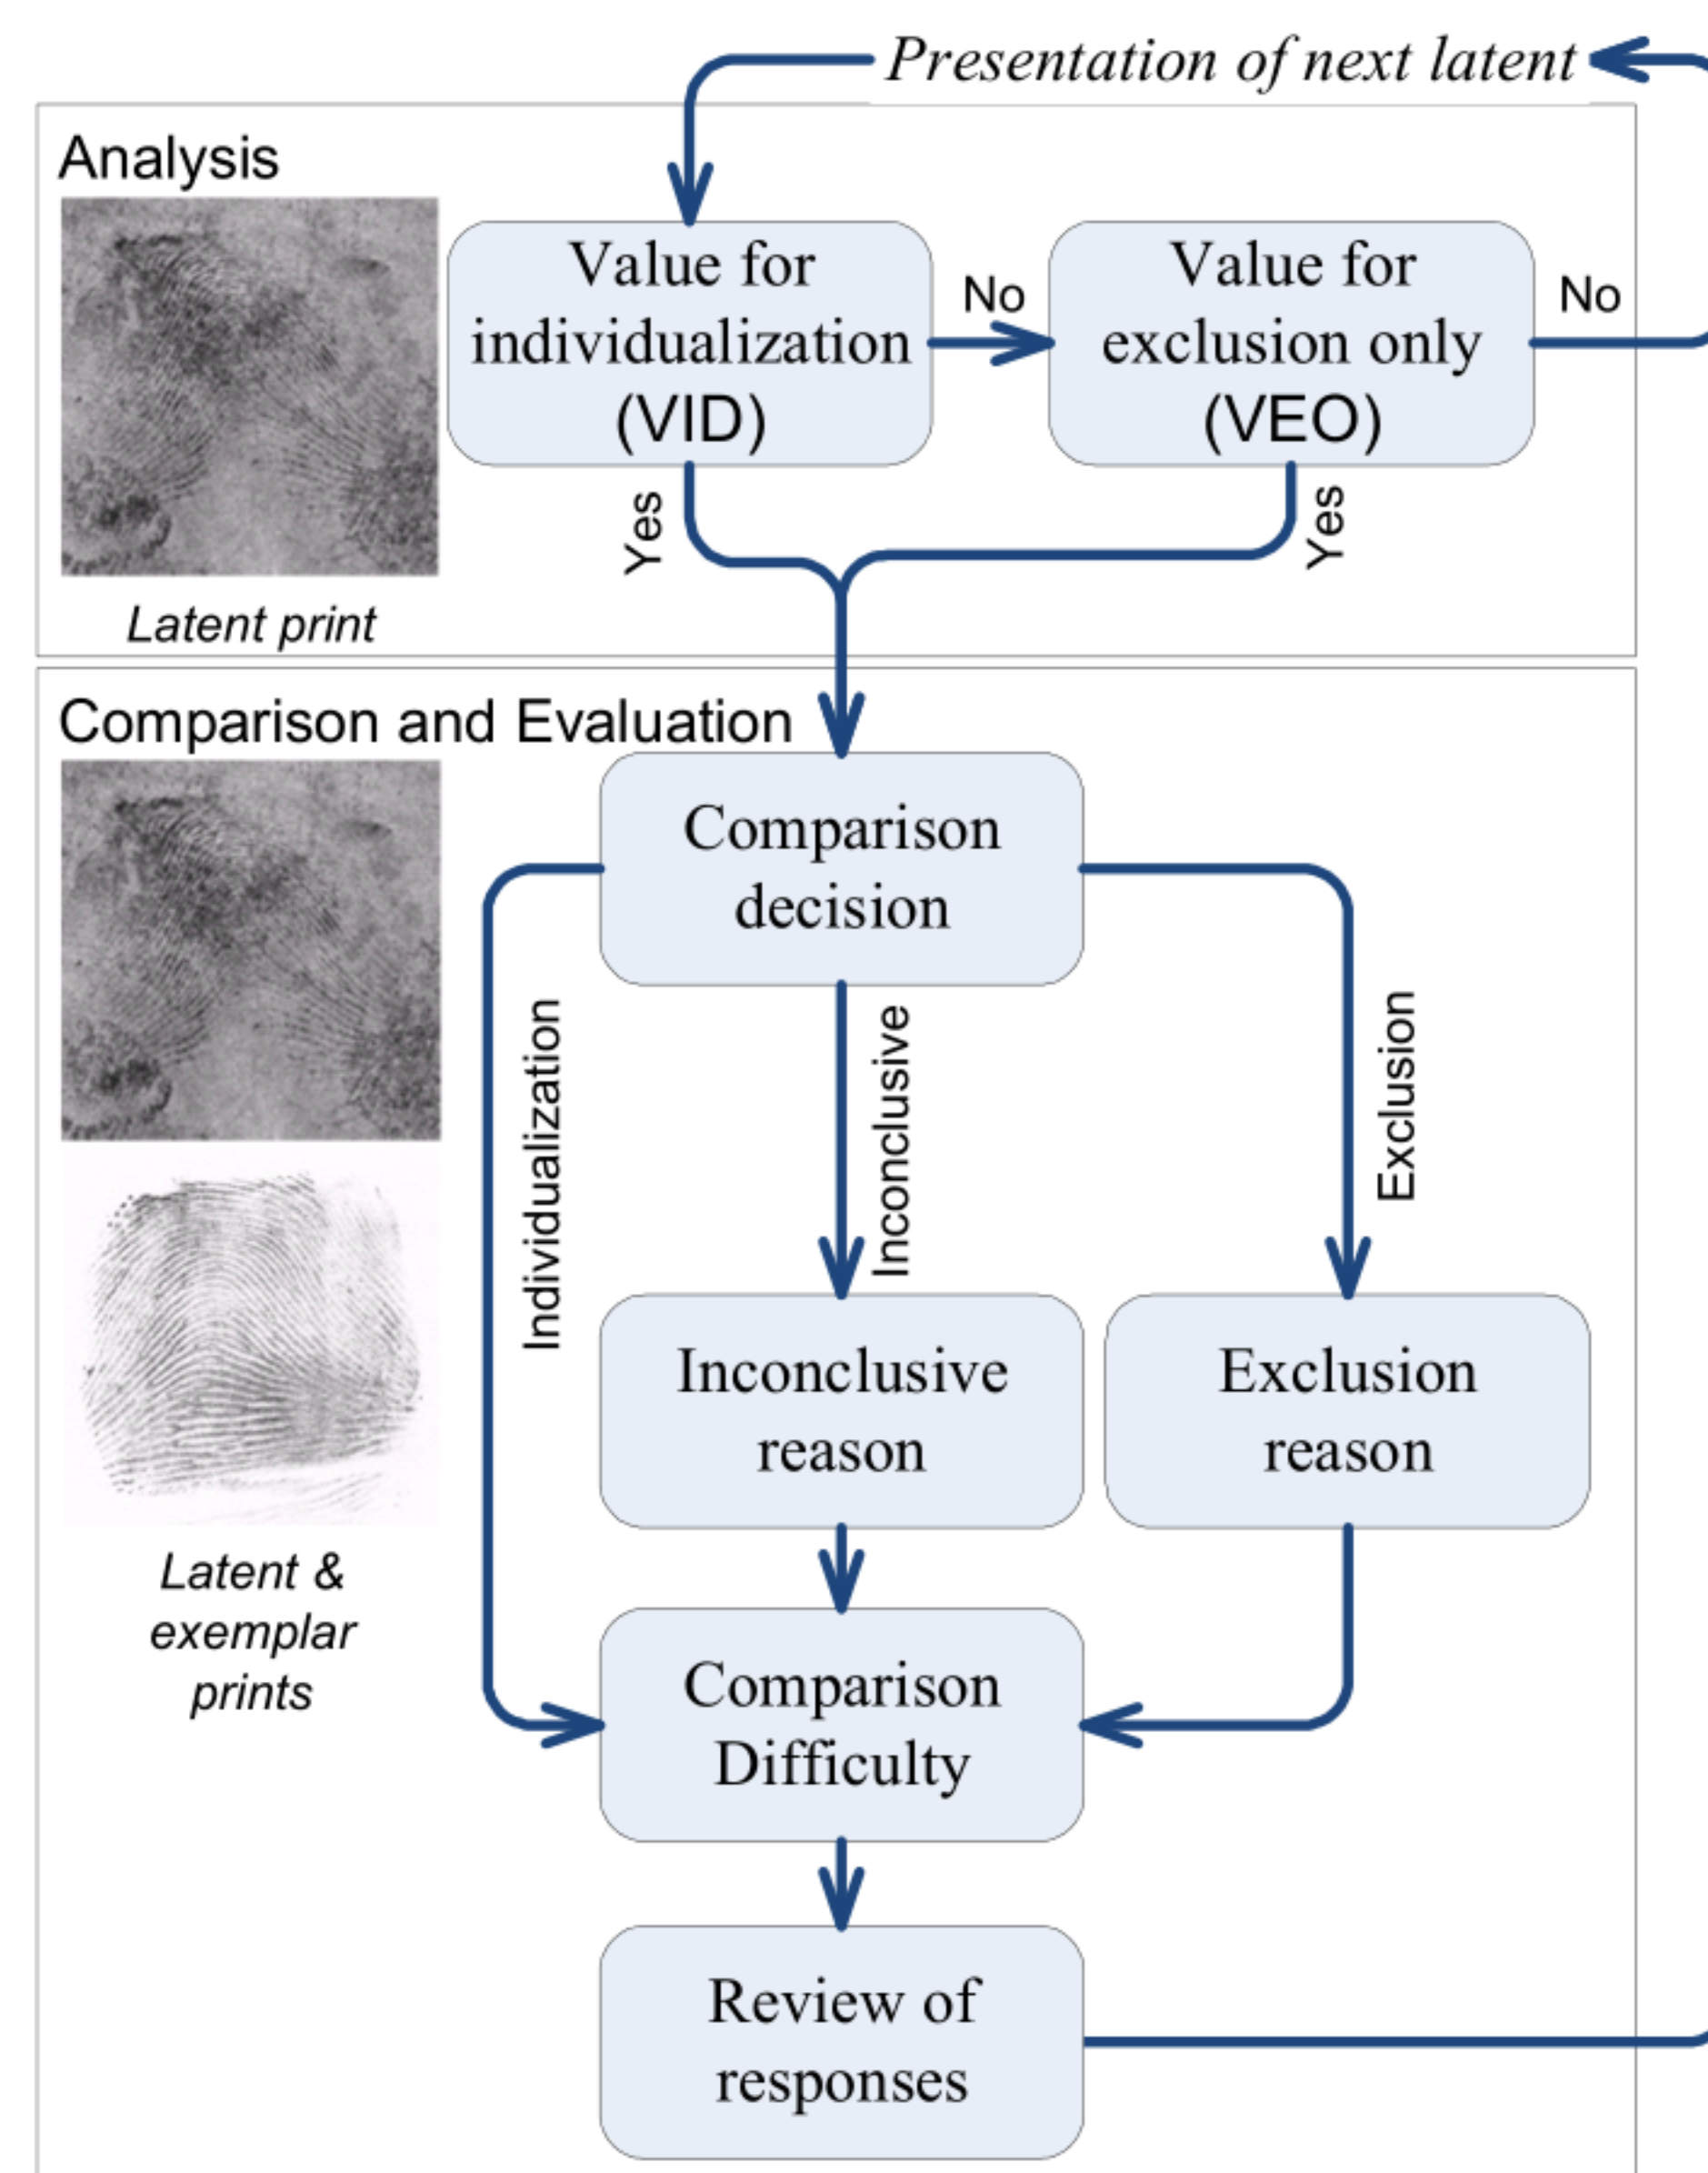 Presentation of next latent
Analysis
Value for
individualization
(VID)
No
Value for
exclusion only
(VEO)
No
Yes
Yes
Latent print
Comparison and Evaluation
Comparison
decision
Individualization
Inconclusive
Exclusion
Inconclusive
reason
Exclusion
reason
Latent &
exemplar
prints
Comparison
Difficulty
Review of
responses